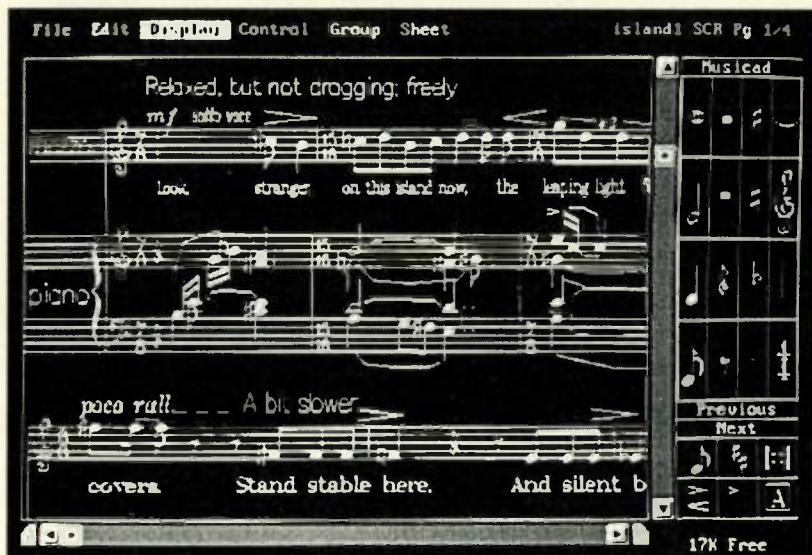 File Edit Display Control Group Sheet island1 SCR Pg 1/4
Musicad
Relaxed, but not dragging; freely
mf sotto voce
look, stranger, on this island now, the leaping light
piano
poco rall. A bit slower
covers. Stand stable here, And silent b
Previous
Next
A
17K Free